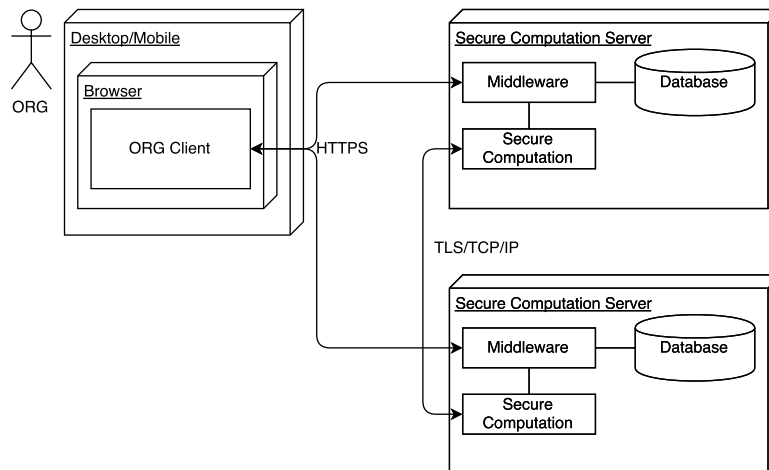 Desktop/Mobile
ORG
Browser
ORG Client
HTTPS
Secure Computation Server
Middleware
Database
Secure
Computation
TLS/TCP/IP
Secure Computation Server
Middleware
Database
Secure
Computation